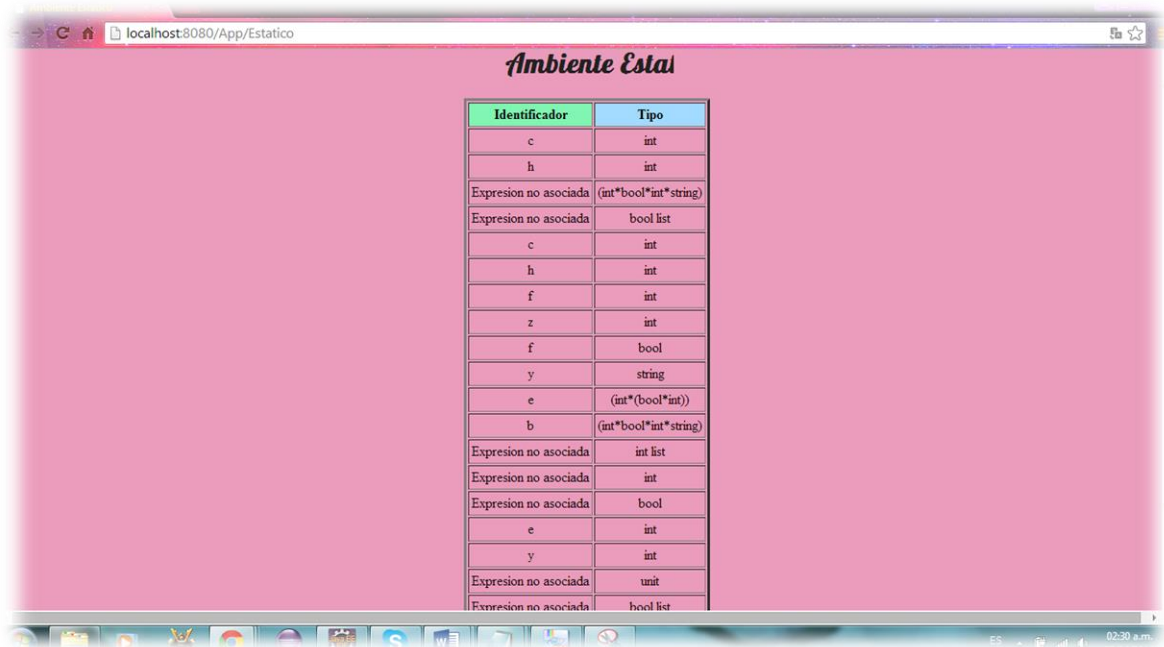 localhost:8080/App/Estatico
Ambiente Estat
Identificador Tipo
c int
h int
Expresion no asociada (int*bool*int*string)
Expresion no asociada bool list
c int
h int
f int
z int
f bool
y string
e (int*(bool*int))
b (int*bool*int*string)
Expresion no asociada int list
Expresion no asociada int
Expresion no asociada bool
e int
y int
Expresion no asociada unit
Expresion no asociada bool list
ES 02:30 a.m.